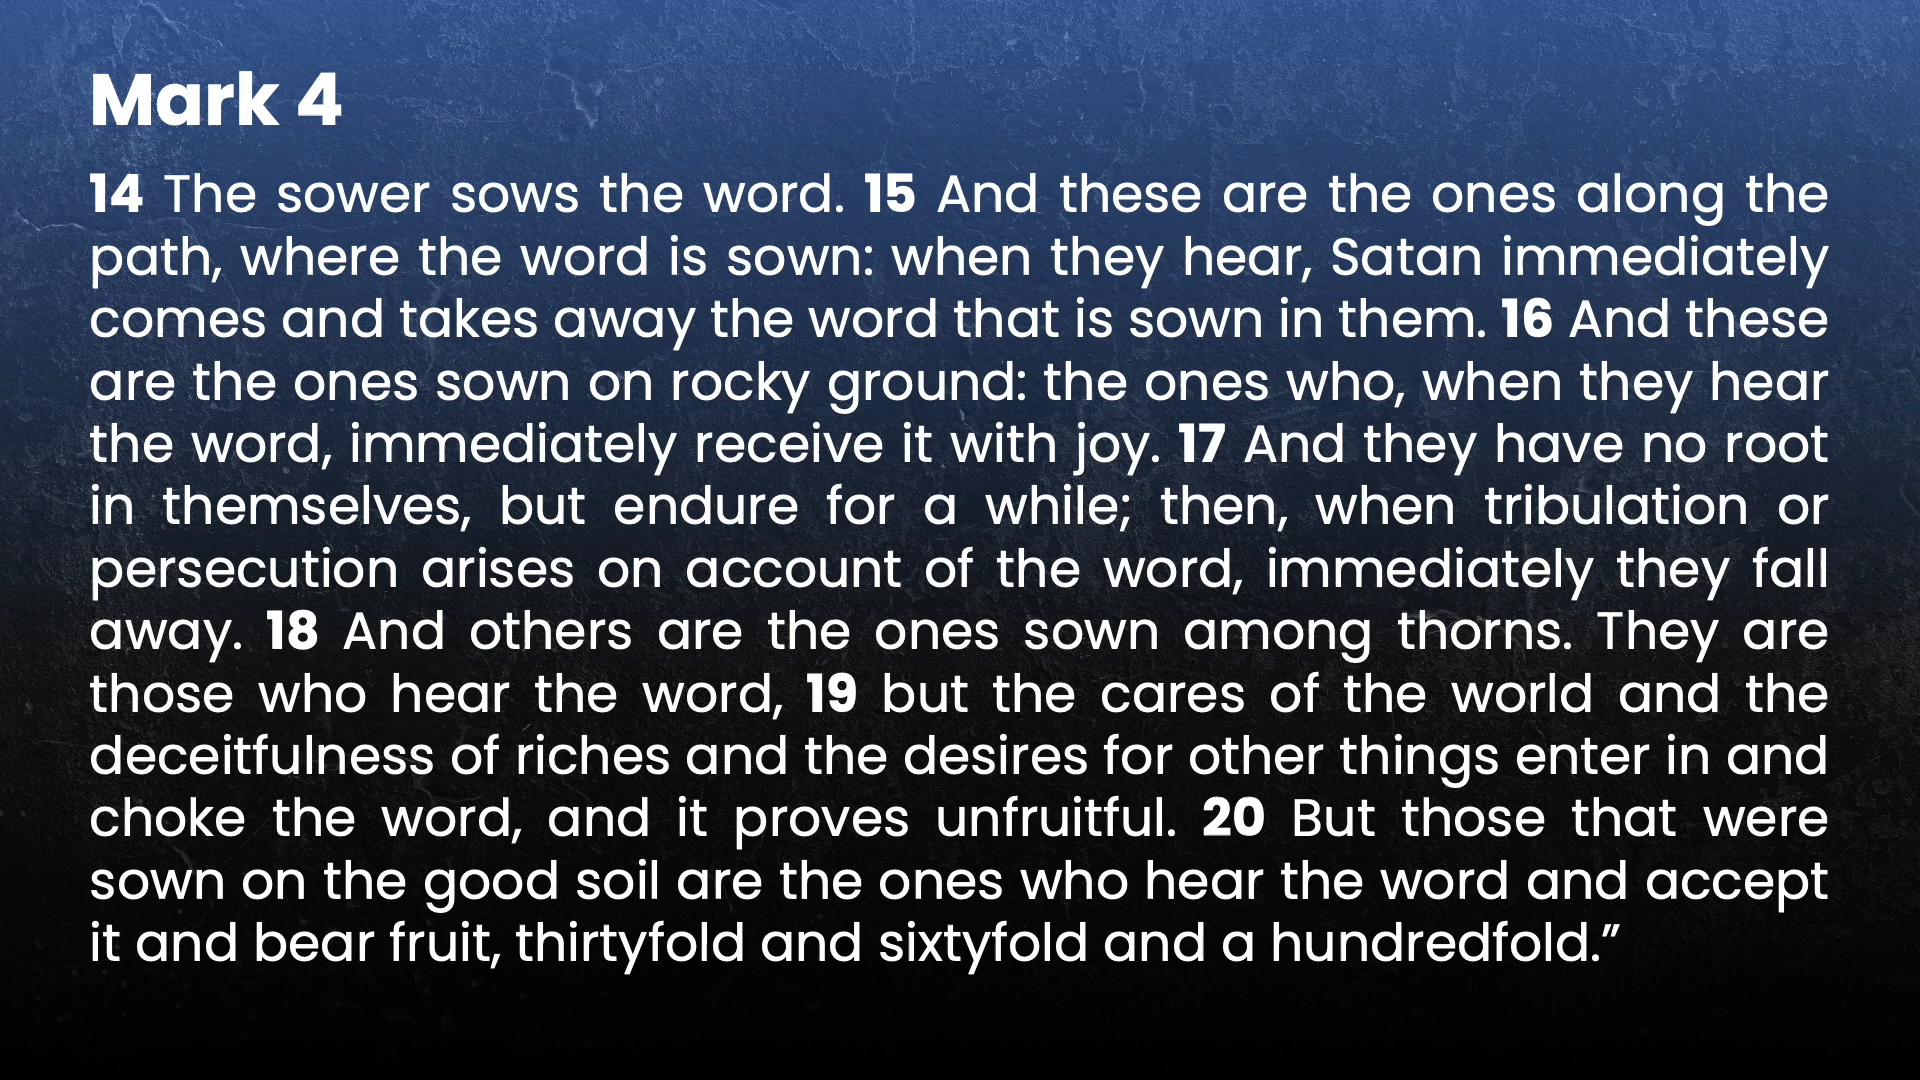 Mark 4
14 The sower sows the word. 15 And these are the ones along the
path, where the word is sown: when they hear, Satan immediately
comes and takes away the word that is sown in them. 16 And these
are the ones sown on rocky ground: the ones who, when they hear
the word, immediately receive it with joy. 17 And they have no root
in themselves, but endure for a while; then, when tribulation or
persecution arises on account of the word, immediately they fall
away. 18 And others are the ones sown among thorns. They are
those who hear the word, 19 but the cares of the world and the
deceitfulness of riches and the desires for other things enter in and
choke the word, and it proves unfruitful. 20 But those that were
sown on the good soil are the ones who hear the word and accept
it and bear fruit, thirtyfold and sixtyfold and a hundredfold.”